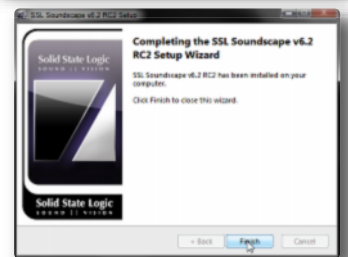 SSL Soundscape v6.2 RC2 Setup
Solid State Logic
SOUND || VISION
Completing the SSL Soundscape v6.2
RC2 Setup Wizard
SSL Soundscape v6.2 RC2 has been installed on your
computer.
Click Finish to close this wizard.
Solid State Logic
SOUND || VISION
< Back
Finish
Cancel